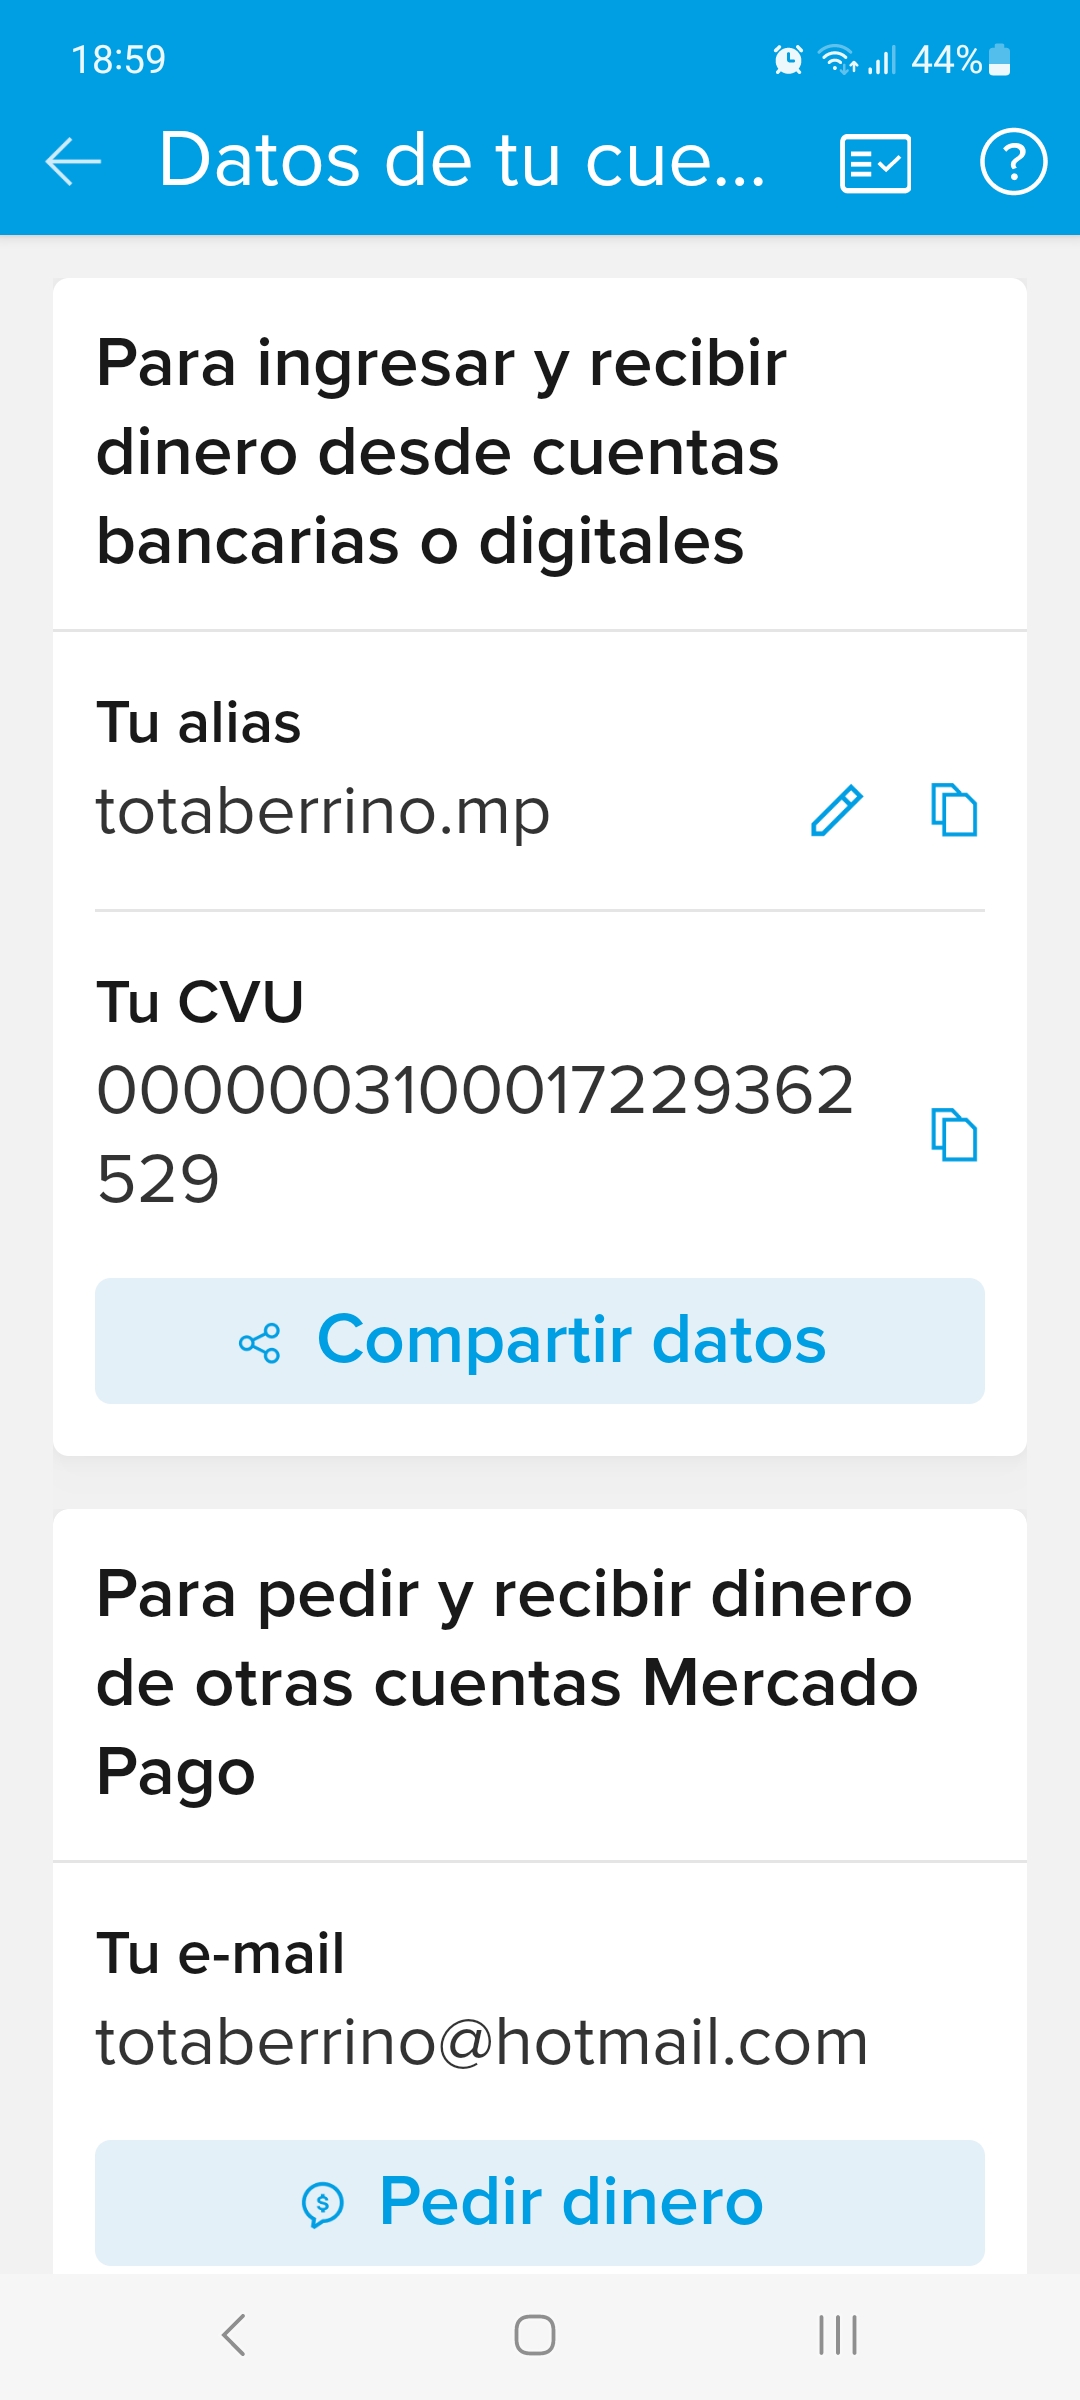 18:59
44%
Datos de tu cue...
Para ingresar y recibir
dinero desde cuentas
bancarias o digitales
Tu alias
totaberrino.mp
Tu CVU
0000003100017229362
529
Compartir datos
Para pedir y recibir dinero
de otras cuentas Mercado
Pago
Tu e-mail
totaberrino@hotmail.com
Pedir dinero